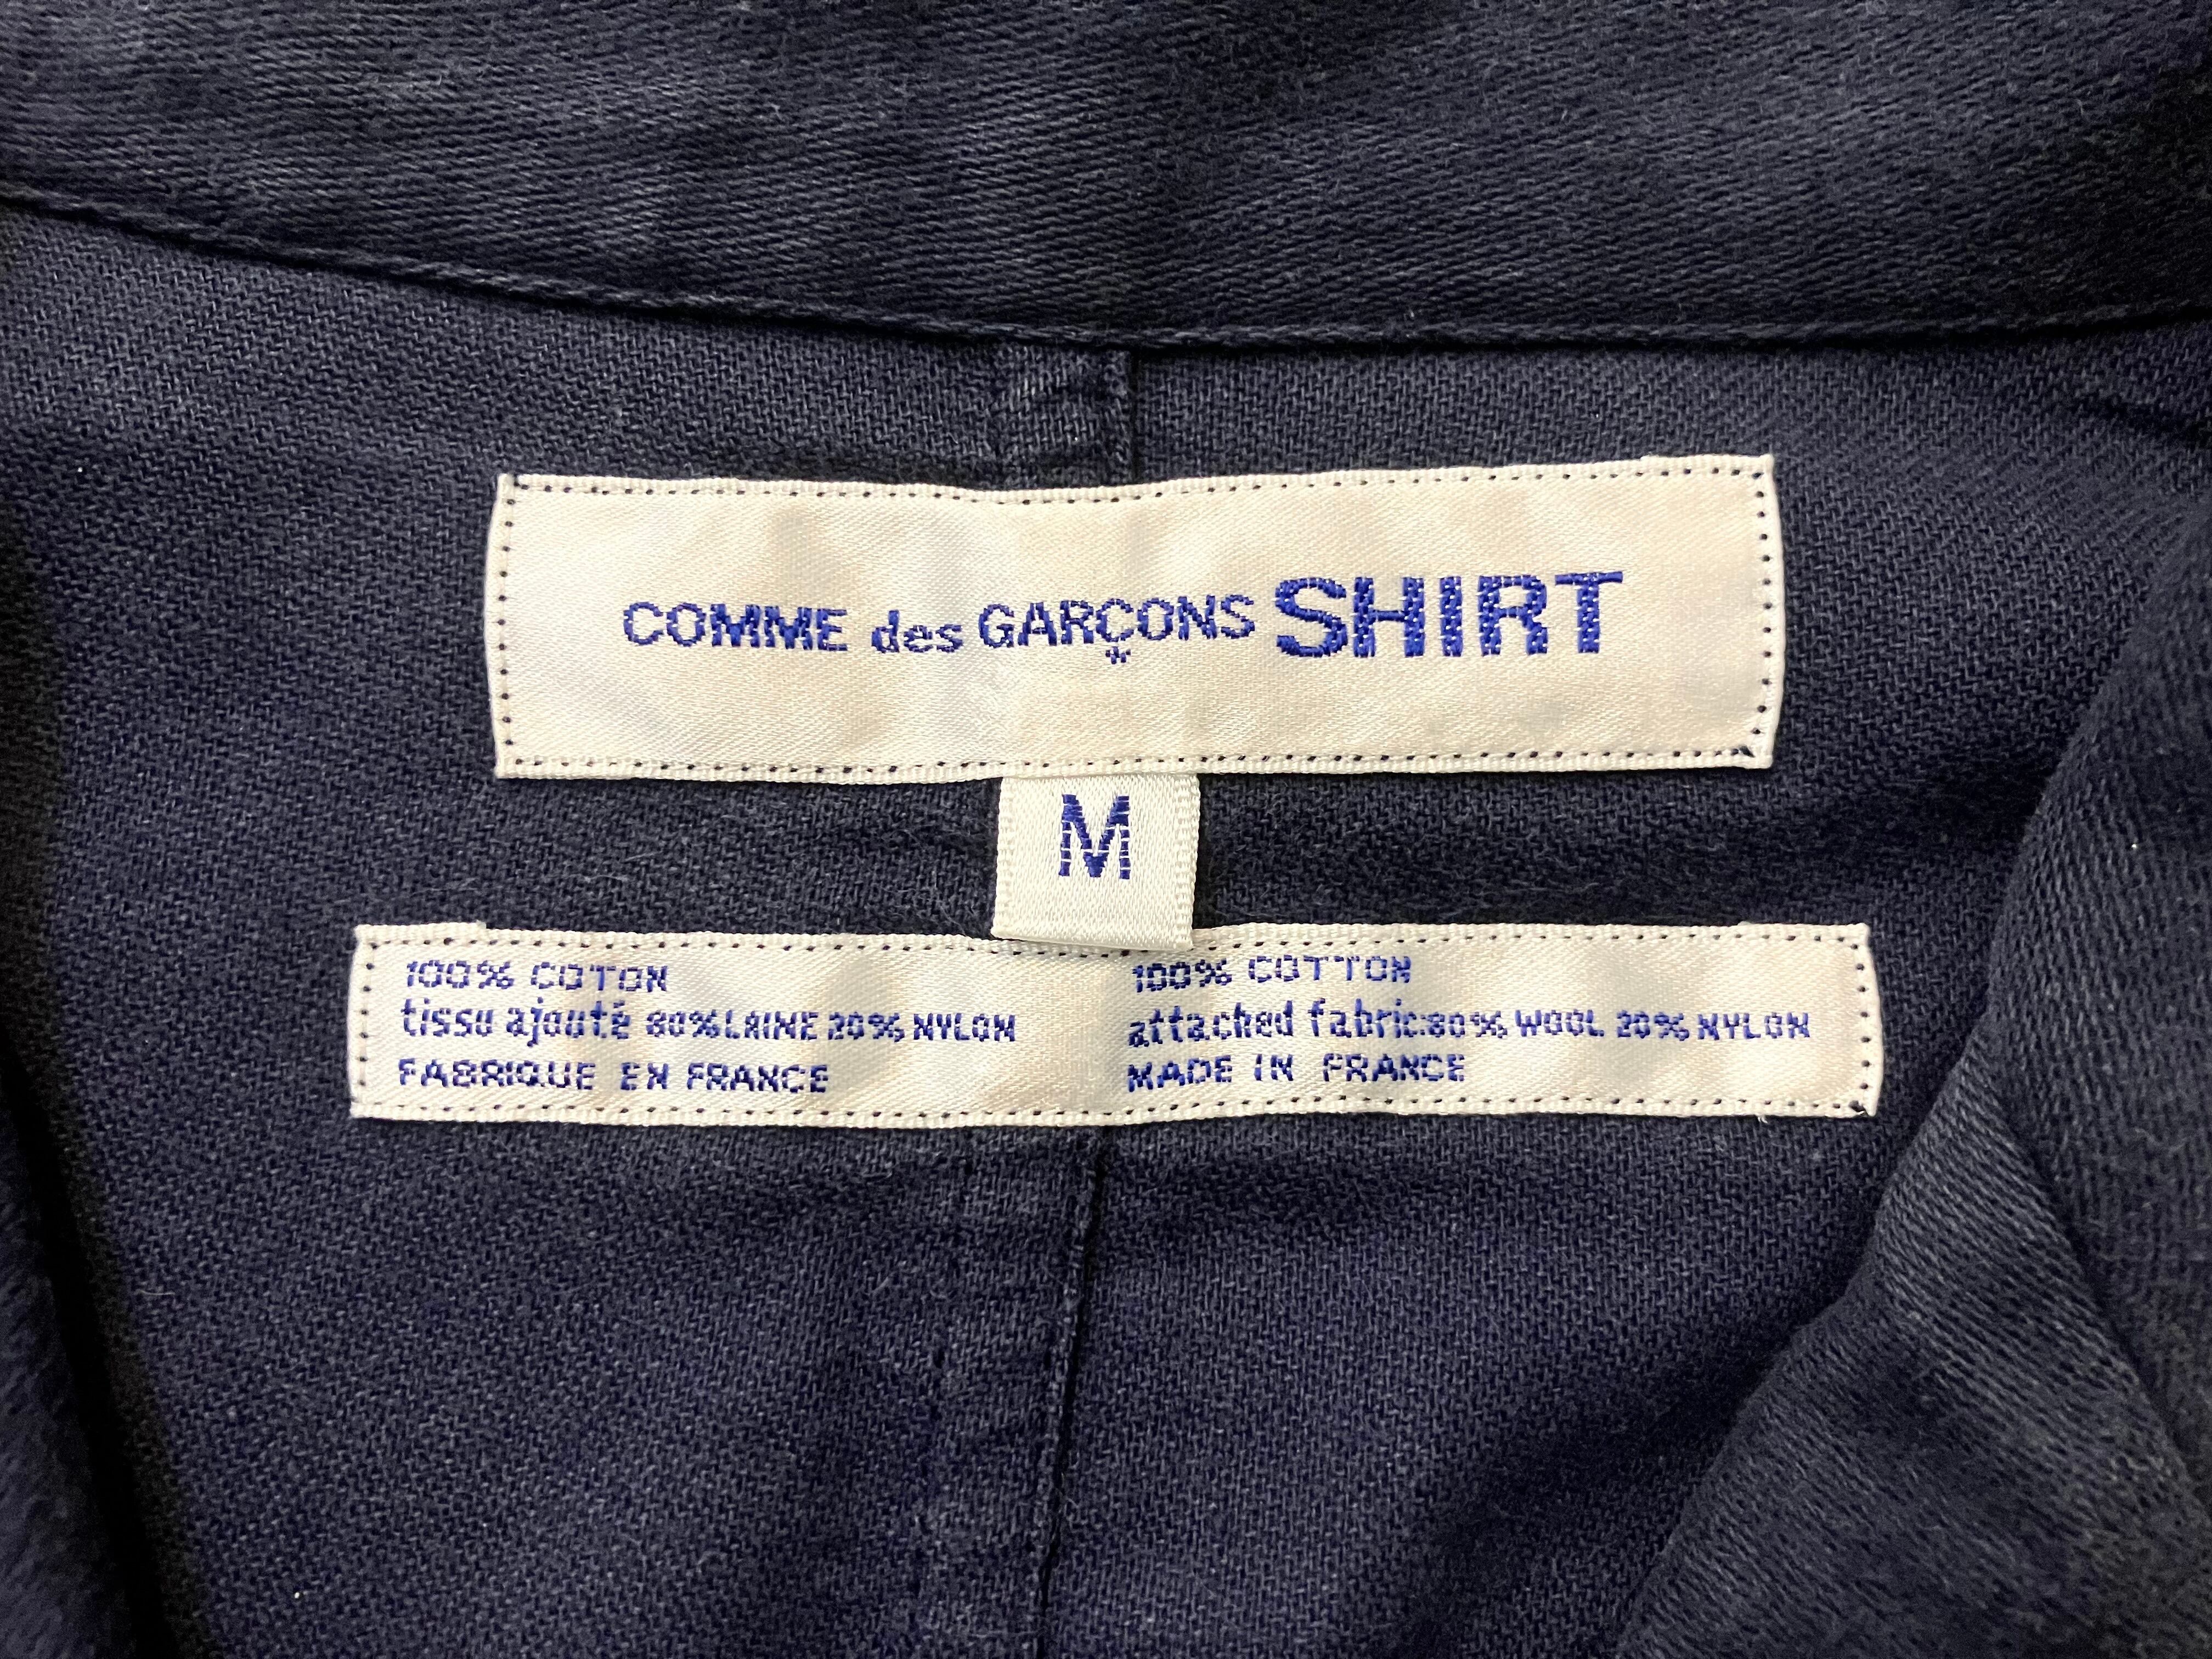 COMME des GARÇONS SHIRT
*
M
100% COTON
tissu ajouté 80% LAINE 20% NYLON
FABRIQUE EN FRANCE
100% COTTON
attached fabric:80% WOOL 20% NYLON
MADE IN FRANCE